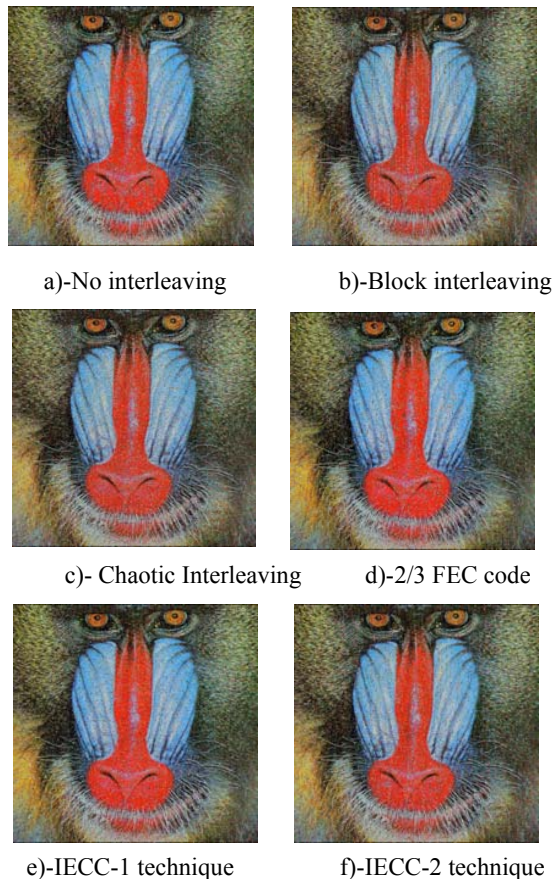 a)-No interleaving
b)-Block interleaving
c)- Chaotic Interleaving
d)-2/3 FEC code
e)-IECC-1 technique
f)-IECC-2 technique